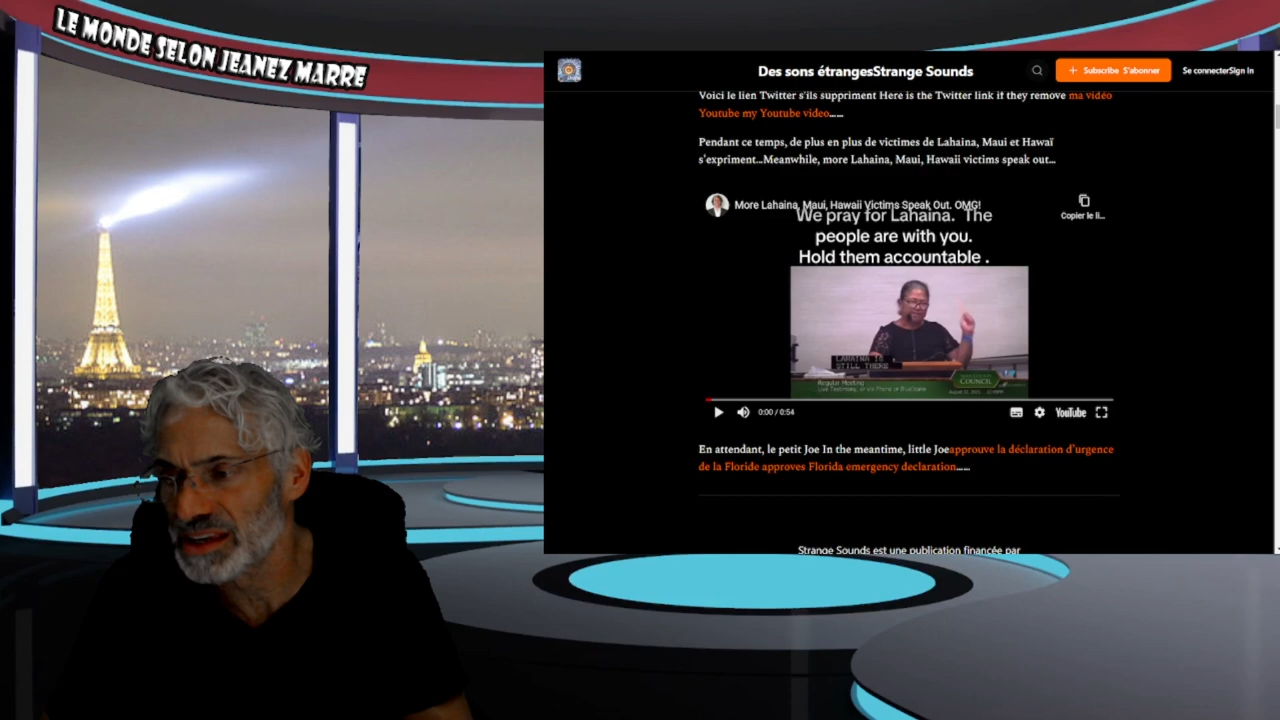 LE MONDE SELON JEANEZ MARRE
Des sons étrangesStrange Sounds
Subscribe S'abonner
Se connecterSign In
Voici le lien Twitter s'ils suppriment Here is the Twitter link if they remove ma vidéo
Youtube my Youtube video......
Pendant ce temps, de plus en plus de victimes de Lahaina, Maui et Hawaï
s'expriment...Meanwhile, more Lahaina, Maui, Hawaii victims speak out...
More Lahaina, Maui, Hawaii Victims Speak Out. OMG!
Copier le li...
We pray for Lahaina. The
people are with you.
Hold them accountable .
LAHAINA IS
STILL THERE
Regular Meeting
COUNCIL
0:00 / 0:54
YouTube
En attendant, le petit Joe In the meantime, little Joeapprouve la déclaration d'urgence
de la Floride approves Florida emergency declaration......
Strange Sounds est une publication financée par